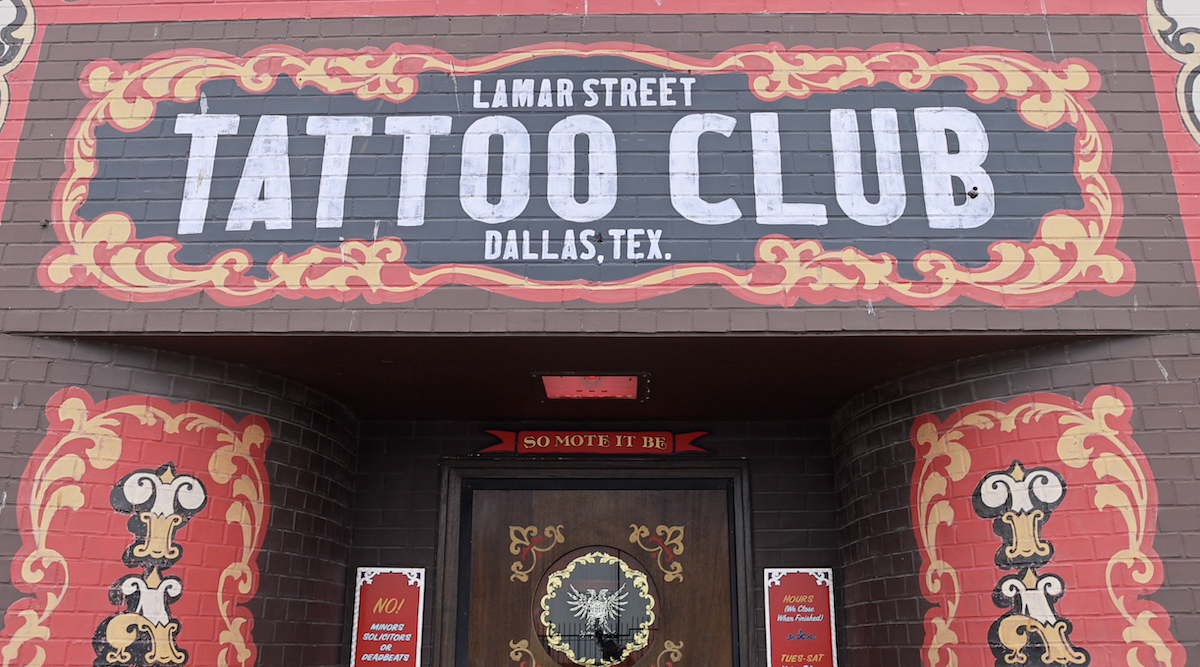 LAMAR STREET
TATTOO CLUB
DALLAS, TEX.
SO MOTE IT BE
NO!
MINORS
SOLICITORS
OR
DEADBEATS
HOURS
(We Close
When Finished)
TUES-SAT